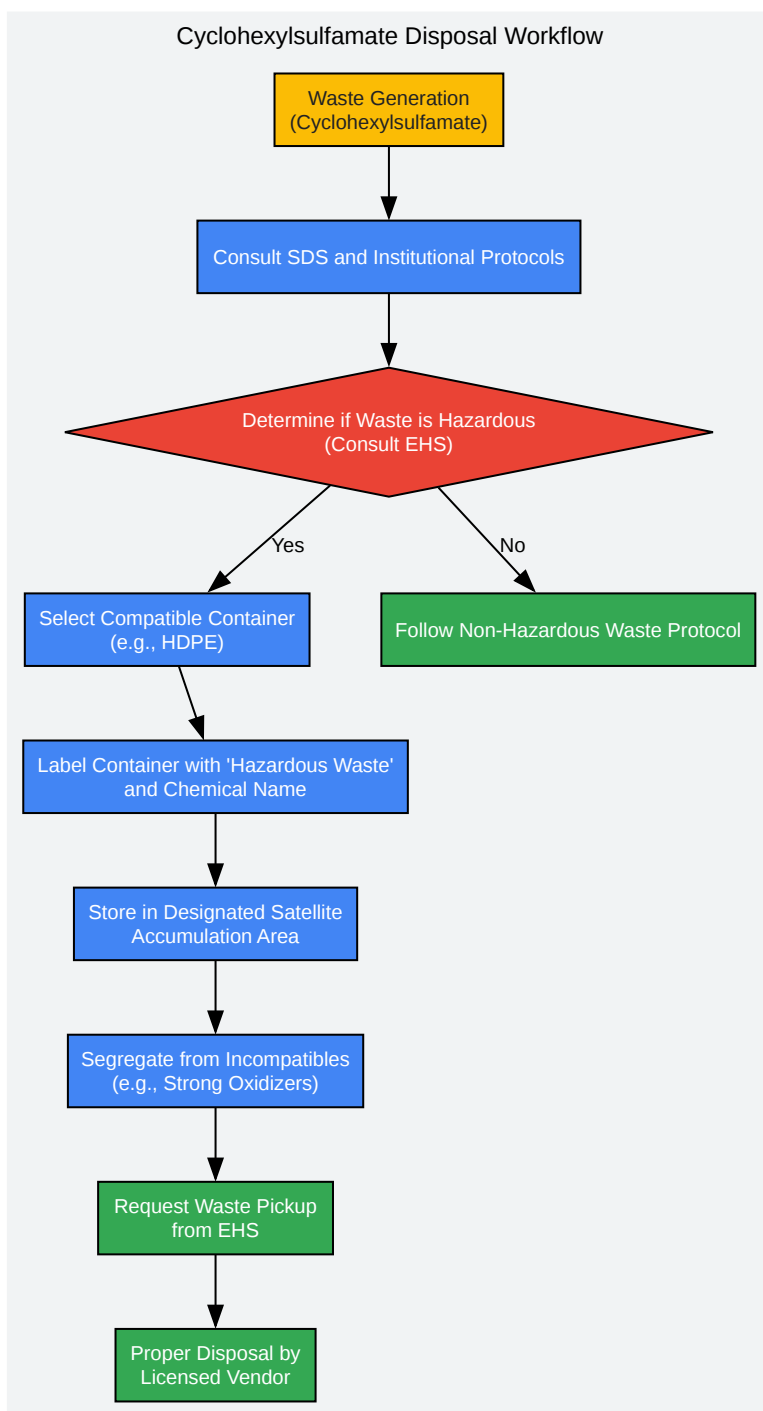 Cyclohexylsulfamate Disposal Workflow
Waste Generation
(Cyclohexylsulfamate)
Consult SDS and Institutional Protocols
Determine if Waste is Hazardous
(Consult EHS)
Yes
No
Select Compatible Container
(e.g., HDPE)
Follow Non-Hazardous Waste Protocol
Label Container with 'Hazardous Waste'
and Chemical Name
Store in Designated Satellite
Accumulation Area
Segregate from Incompatibles
(e.g., Strong Oxidizers)
Request Waste Pickup
from EHS
Proper Disposal by
Licensed Vendor